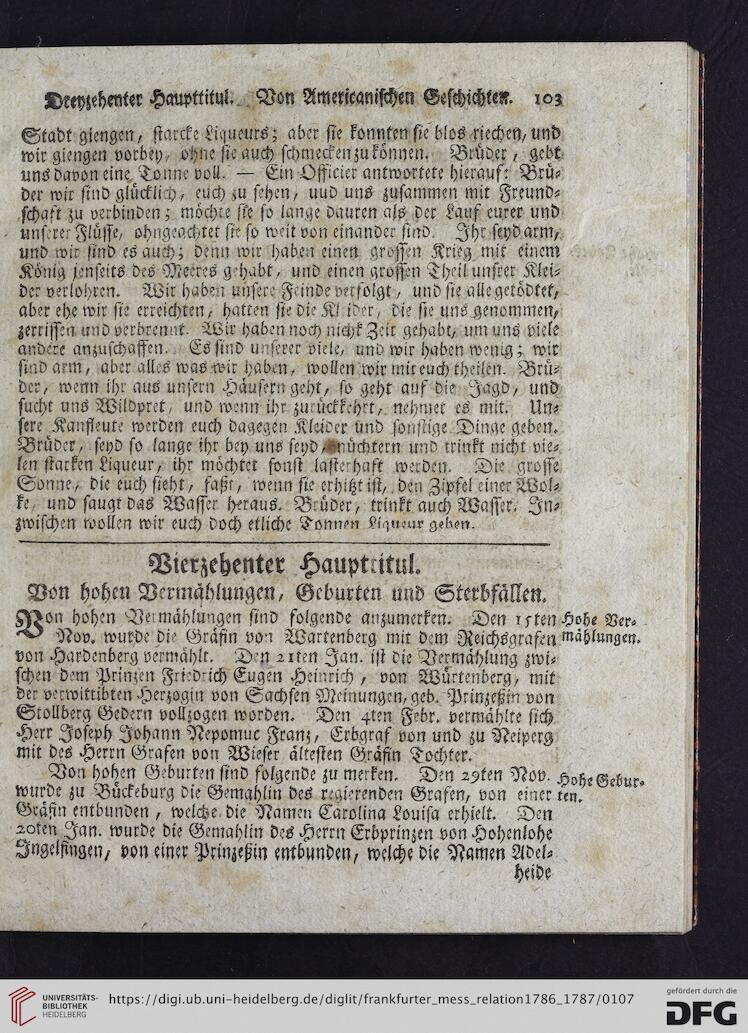 Dreyzehenter Haupttitul. Von Americanischen Geschichten. 103
Stadt giengen, starcke Liqueurs; aber sie konnten sie blos riechen, und
wir giengen vorbey, ohne sie auch schmecken zu können. Brüder, gebt
uns davon eine Tonne voll. — Ein Officier antwortete hierauf: Brü-
der wir sind glücklich, euch zu sehen, uud uns zusammen mit Freund-
schaft zu verbinden; möchte sie so lange dauren als der Lauf eurer und
unserer Flüsse, ohngeachtet sie so weit von einander sind. Ihr seyd arm,
und wir sind es auch; denn wir haben einen grossen Krieg mit einem
König jenseits des Meeres gehabt, und einen grossen Theil unsrer Klei-
der verlohren. Wir haben unsere Feinde verfolgt, und sie alle getödtet,
aber ehe wir sie erreichten, hatten sie die Kleider, die sie uns genommen,
zerrissen und verbrennt. Wir haben noch nicht Zeit gehabt, um uns viele
andere anzuschaffen. Es sind unserer viele, und wir haben wenig; wir
sind arm, aber alles was wir haben, wollen wir mit euch theilen. Brü-
der, wenn ihr aus unsern Häusern geht, so geht auf die Jagd, und
sucht uns Wildpret, und wenn ihr zurückkehrt, nehmet es mit. Un-
sere Kaufleute werden euch dagegen Kleider und sonstige Dinge geben.
Brüder, seyd so lange ihr bey uns seyd, nüchtern und trinkt nicht vie-
len starken Liqueur, ihr möchtet sonst lasterhaft werden. Die grosse
Sonne, die euch sieht, faßt, wenn sie erhitzt ist, den Zipfel einer Wol-
ke, und saugt das Wasser heraus. Brüder, trinkt auch Wasser. In-
zwischen wollen wir euch doch etliche Tonnen Liqueur geben.
Vierzehenter Haupttitul.
Von hohen Vermählungen, Geburten und Sterbfällen.
Von hohen Vermählungen sind folgende anzumerken. Den 15ten Hohe Ver-
Nov. wurde die Gräfin von Wartenberg mit dem Reichsgrafen mählungen.
von Hardenberg vermählt. Den 21ten Jan. ist die Vermählung zwi-
schen dem Prinzen Friedrich Eugen Heinrich, von Würtenberg, mit
der verwittibten Herzogin von Sachsen Meinungen, geb. Prinzeßin von
Stollberg Gedern vollzogen worden. Den 4ten Febr. vermählte sich
Herr Joseph Johann Nepomuc Franz, Erbgraf von und zu Neiperg
mit des Herrn Grafen von Wieser ältesten Gräfin Tochter.
Von hohen Geburten sind folgende zu merken. Den 29ten Nov. Hohe Gebur-
wurde zu Bückeburg die Gemahlin des regierenden Grafen, von einer ten.
Gräfin entbunden, welche die Namen Carolina Louisa erhielt. Den
20ten Jan. wurde die Gemahlin des Herrn Erbprinzen von Hohenlohe
Ingelfingen, von einer Prinzeßin entbunden, welche die Namen Adel-
heide
UNIVERSITÄTS-
BIBLIOTHEK
HEIDELBERG
https://digi.ub.uni-heidelberg.de/diglit/frankfurter_mess_relation1786_1787/0107
gefördert durch die
DFG